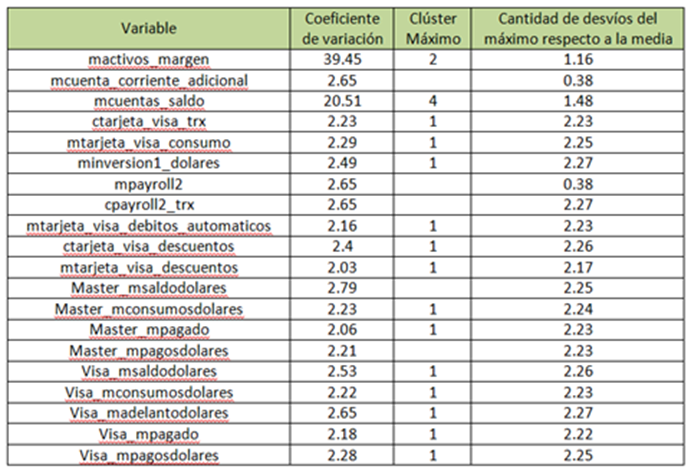 Variable Coeficiente de variación Clúster Máximo Cantidad de desvíos del máximo respecto a la media
mactivos_margen 39.45 2 1.16
mcuenta_corriente_adicional 2.65 0.38
mcuentas_saldo 20.51 4 1.48
ctarjeta_visa_trx 2.23 1 2.23
mtarjeta_visa_consumo 2.29 1 2.25
minversion1_dolares 2.49 1 2.27
mpayroll2 2.65 0.38
cpayroll2_trx 2.65 2.27
mtarjeta_visa_debitos_automaticos 2.16 1 2.23
ctarjeta_visa_descuentos 2.4 1 2.26
mtarjeta_visa_descuentos 2.03 1 2.17
Master_msaldodolares 2.79 2.25
Master_mconsumosdolares 2.23 1 2.24
Master_mpagado 2.06 1 2.23
Master_mpagosdolares 2.21 2.23
Visa_msaldodolares 2.53 1 2.26
Visa_mconsumosdolares 2.22 1 2.23
Visa_madelantodolares 2.65 1 2.27
Visa_mpagado 2.18 1 2.22
Visa_mpagosdolares 2.28 1 2.25